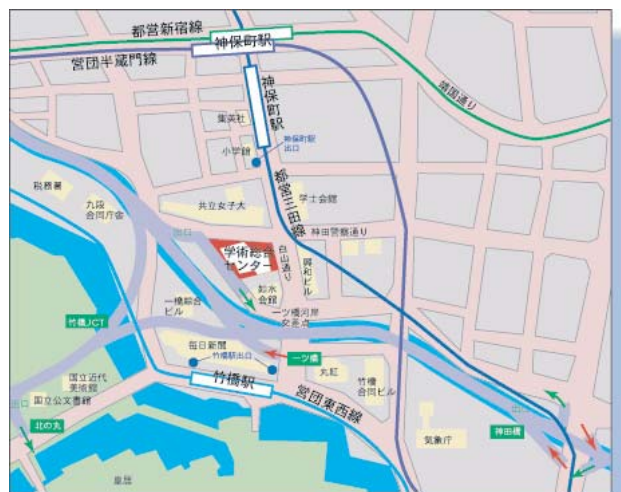 都営新宿線
神保町駅
営団半蔵門線
神保町駅
靖国通り
集英社
小学館
神保町駅
出口
税務署
九段
合同庁舎
共立女子大
学士会館
都営三田線
神田警察通り
出口
学術総合
センター
白山通り
興和ビル
如水
会館
一橋総合
ビル
一ツ橋河岸
交差点
竹橋JCT
毎日新聞
竹橋駅出口
一ツ橋
丸紅
竹橋
合同ビル
国立近代
美術館
竹橋駅
営団東西線
出口
国立公文書館
北の丸
出口
神田橋
気象庁
皇居